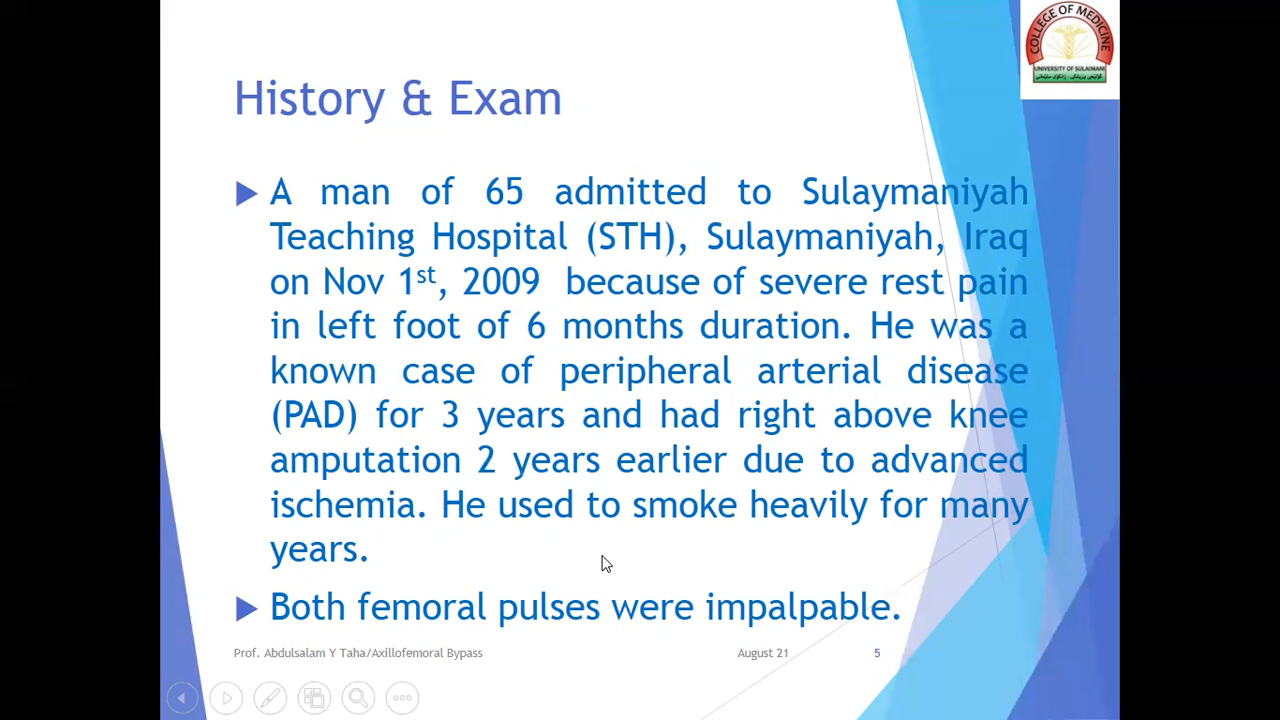 COLLEGE OF MEDICINE
UNIVERSITY OF SULAIMANI
History & Exam
A man of 65 admitted to Sulaymaniyah
Teaching Hospital (STH), Sulaymaniyah, Iraq
on Nov 1st, 2009 because of severe rest pain
in left foot of 6 months duration. He was a
known case of peripheral arterial disease
(PAD) for 3 years and had right above knee
amputation 2 years earlier due to advanced
ischemia. He used to smoke heavily for many
years.
Both femoral pulses were impalpable.
Prof. Abdulsalam Y Taha/Axillofemoral Bypass
August 21
5